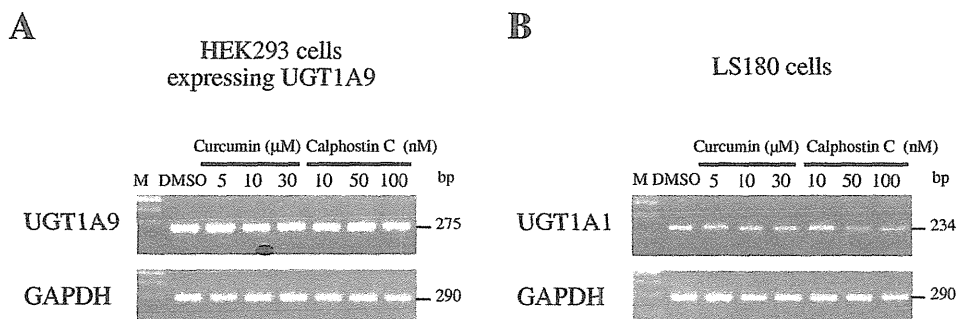 A
HEK293 cells
expressing UGT1A9
Curcumin (µM) Calphostin C (nM)
M DMSO 5 10 30 10 50 100 bp
UGT1A9 275
GAPDH 290
B
LS180 cells
Curcumin (µM) Calphostin C (nM)
M DMSO 5 10 30 10 50 100 bp
UGT1A1 234
GAPDH 290